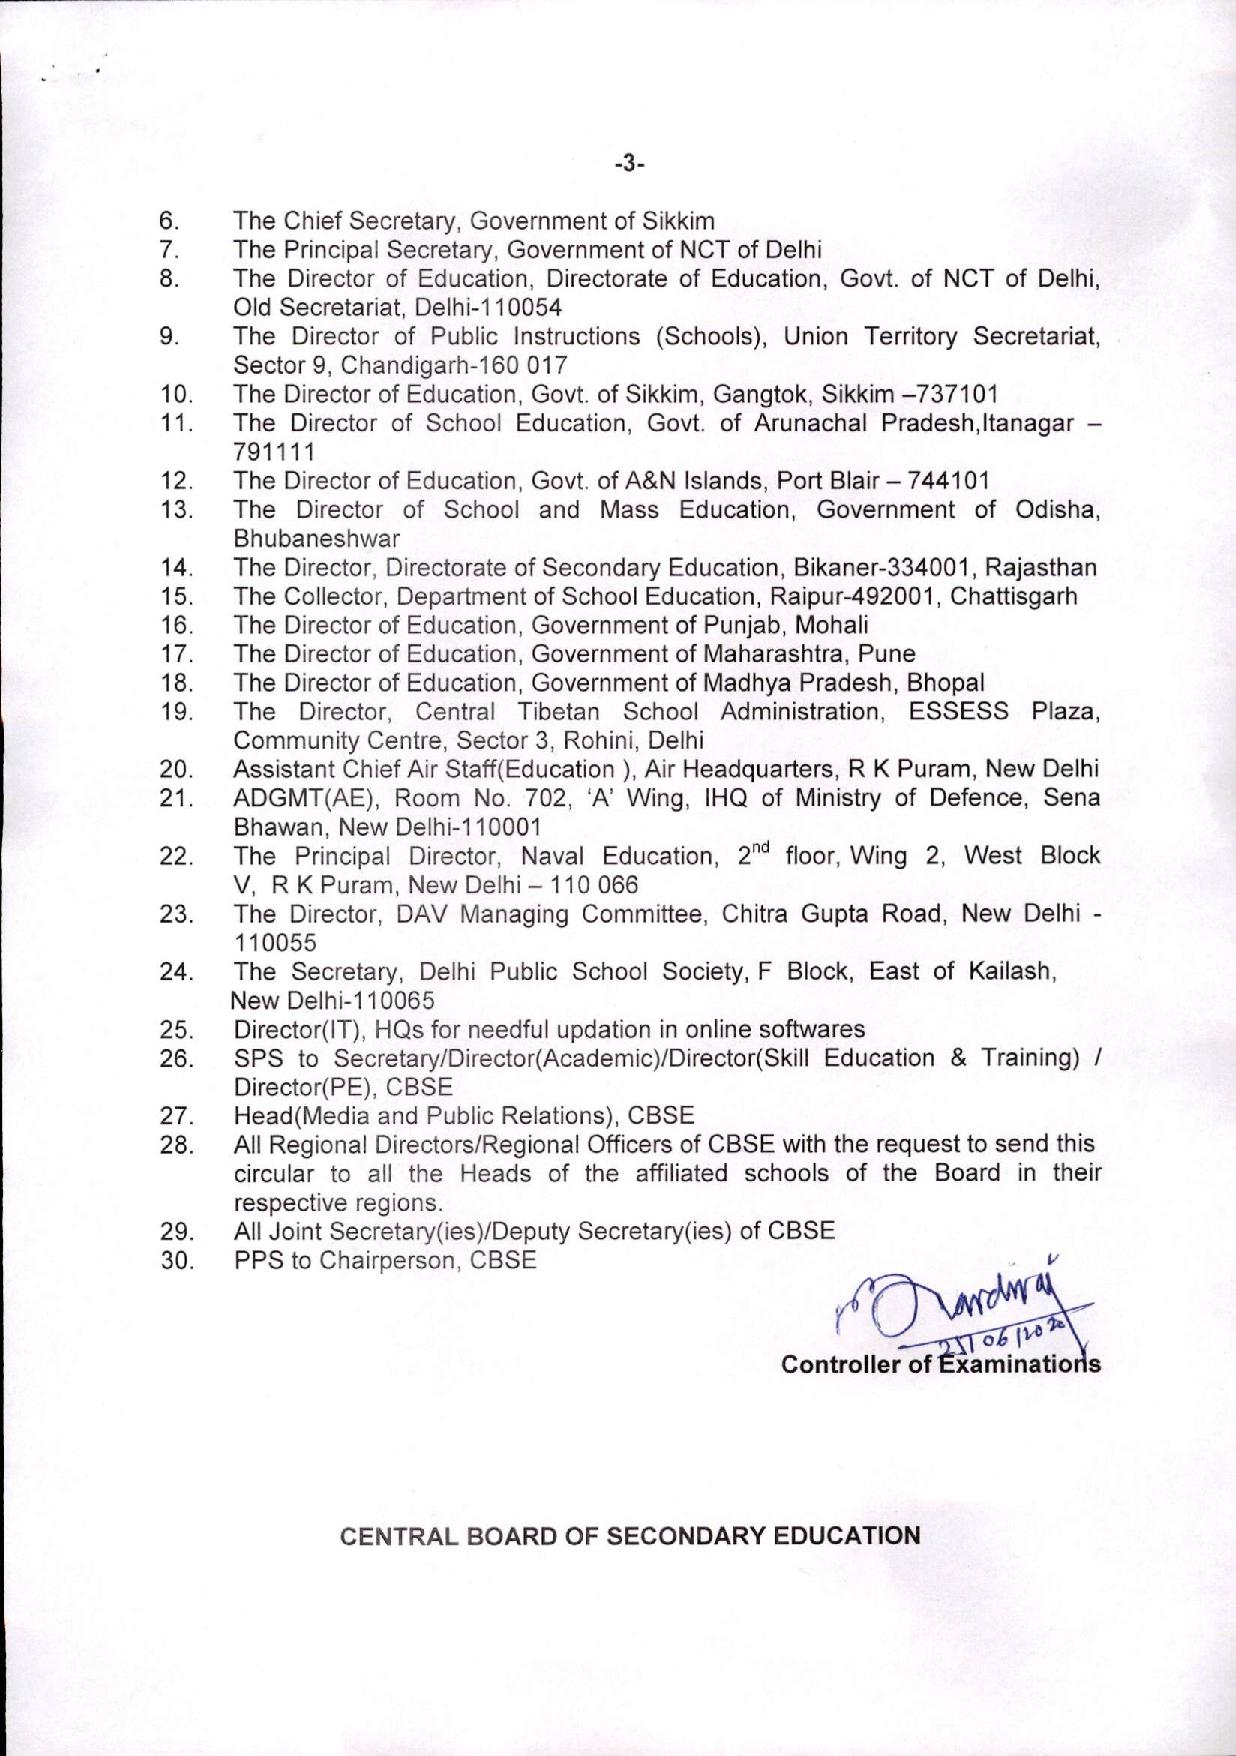 -3-
6. The Chief Secretary, Government of Sikkim
7. The Principal Secretary, Government of NCT of Delhi
8. The Director of Education, Directorate of Education, Govt. of NCT of Delhi,
Old Secretariat, Delhi-110054
9. The Director of Public Instructions (Schools), Union Territory Secretariat,
Sector 9, Chandigarh-160 017
10. The Director of Education, Govt. of Sikkim, Gangtok, Sikkim –737101
11. The Director of School Education, Govt. of Arunachal Pradesh,Itanagar –
791111
12. The Director of Education, Govt. of A&N Islands, Port Blair – 744101
13. The Director of School and Mass Education, Government of Odisha,
Bhubaneshwar
14. The Director, Directorate of Secondary Education, Bikaner-334001, Rajasthan
15. The Collector, Department of School Education, Raipur-492001, Chattisgarh
16. The Director of Education, Government of Punjab, Mohali
17. The Director of Education, Government of Maharashtra, Pune
18. The Director of Education, Government of Madhya Pradesh, Bhopal
19. The Director, Central Tibetan School Administration, ESSESS Plaza,
Community Centre, Sector 3, Rohini, Delhi
20. Assistant Chief Air Staff(Education ), Air Headquarters, R K Puram, New Delhi
21. ADGMT(AE), Room No. 702, ‘A’ Wing, IHQ of Ministry of Defence, Sena
Bhawan, New Delhi-110001
22. The Principal Director, Naval Education, 2nd floor, Wing 2, West Block
V, R K Puram, New Delhi – 110 066
23. The Director, DAV Managing Committee, Chitra Gupta Road, New Delhi -
110055
24. The Secretary, Delhi Public School Society, F Block, East of Kailash,
New Delhi-110065
25. Director(IT), HQs for needful updation in online softwares
26. SPS to Secretary/Director(Academic)/Director(Skill Education & Training) /
Director(PE), CBSE
27. Head(Media and Public Relations), CBSE
28. All Regional Directors/Regional Officers of CBSE with the request to send this
circular to all the Heads of the affiliated schools of the Board in their
respective regions.
29. All Joint Secretary(ies)/Deputy Secretary(ies) of CBSE
30. PPS to Chairperson, CBSE
Controller of Examinations
CENTRAL BOARD OF SECONDARY EDUCATION